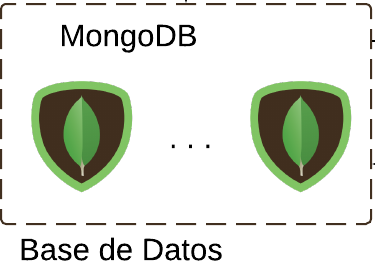 MongoDB
. . .
Base de Datos